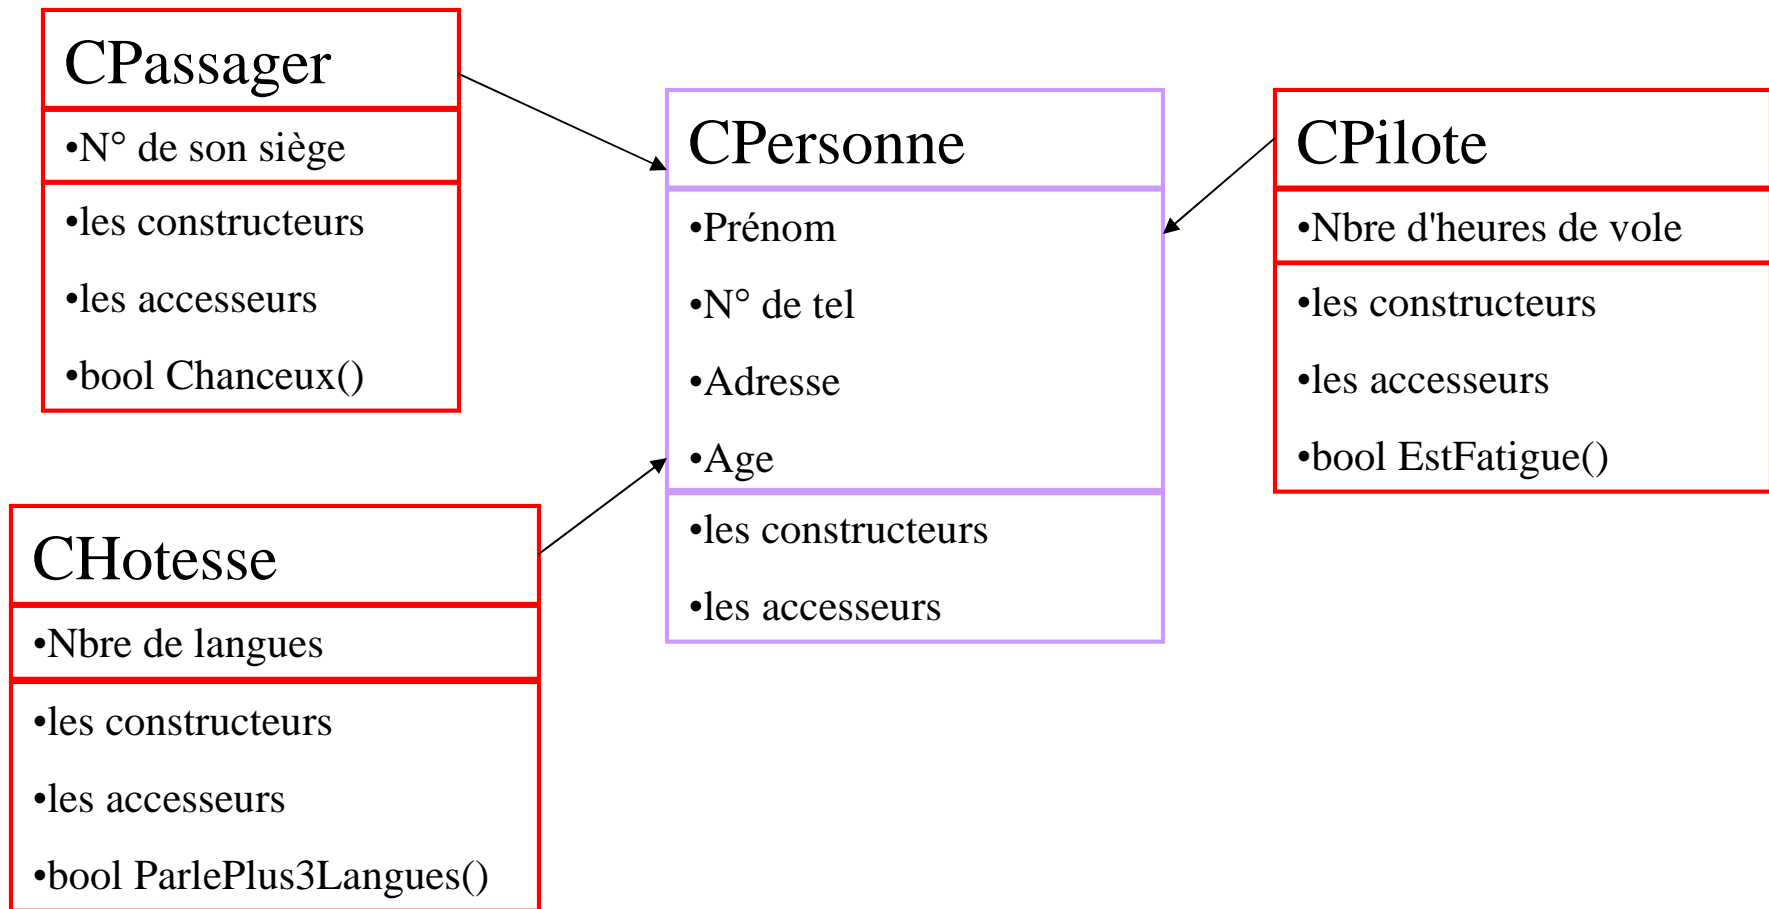 CPassager
•N° de son siège
•les constructeurs
•les accesseurs
•bool Chanceux()
CHotesse
•Nbre de langues
•les constructeurs
•les accesseurs
•bool ParlePlus3Langues()
CPersonne
•Prénom
•N° de tel
•Adresse
•Age
•les constructeurs
•les accesseurs
CPilote
•Nbre d'heures de vole
•les constructeurs
•les accesseurs
•bool EstFatigue()